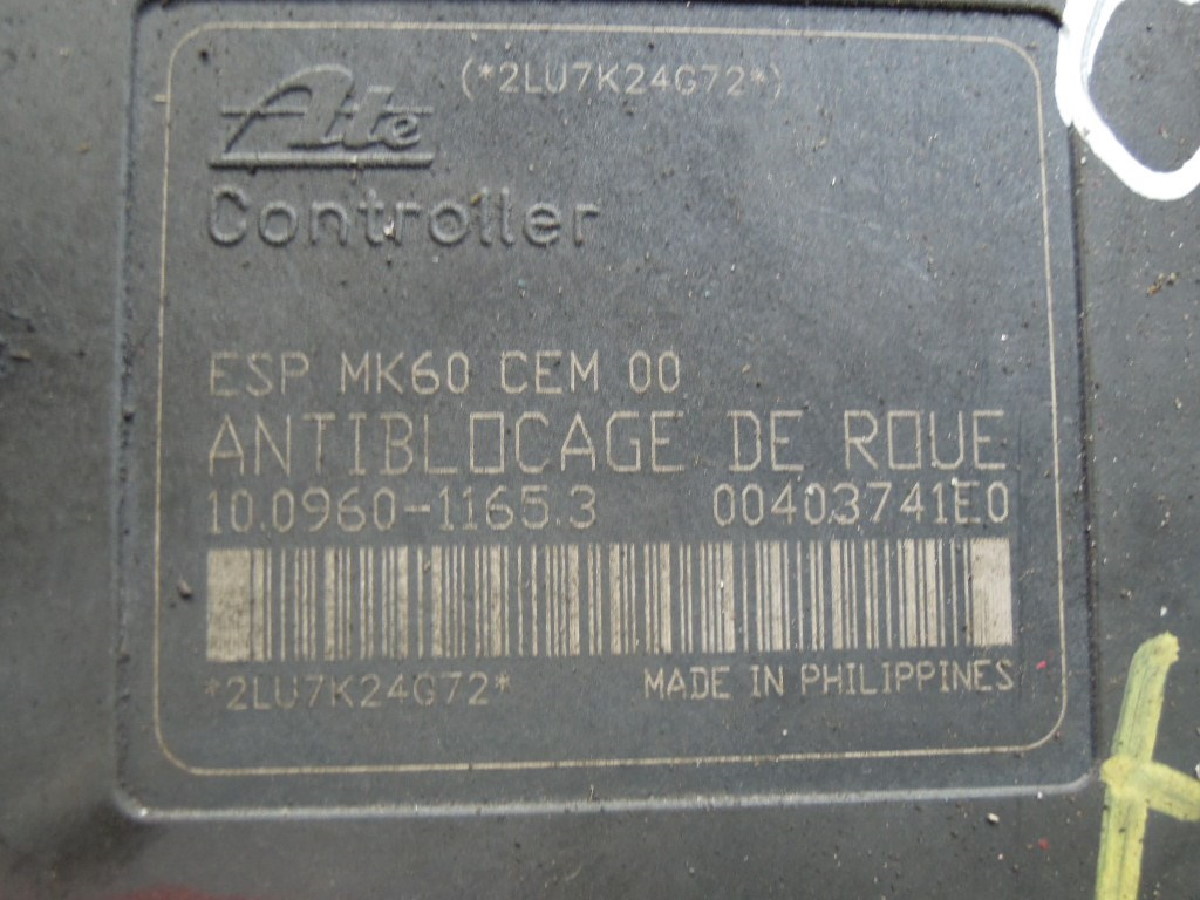 (*2LU7K24G72*)
Ate
Controller
ESP MK60 CEM 00
ANTIBLOCAGE DE ROUE
10.0960-1165.3 00403741E0
*2LU7K24G72*
MADE IN PHILIPPINES